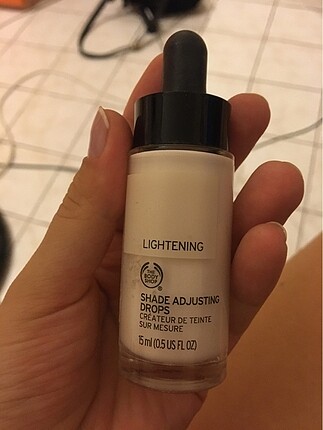 LIGHTENING
THE
BODY
SHOP
®
SHADE ADJUSTING
DROPS
CRÉATEUR DE TEINTE
SUR MESURE
15 ml (0.5 US FL OZ)